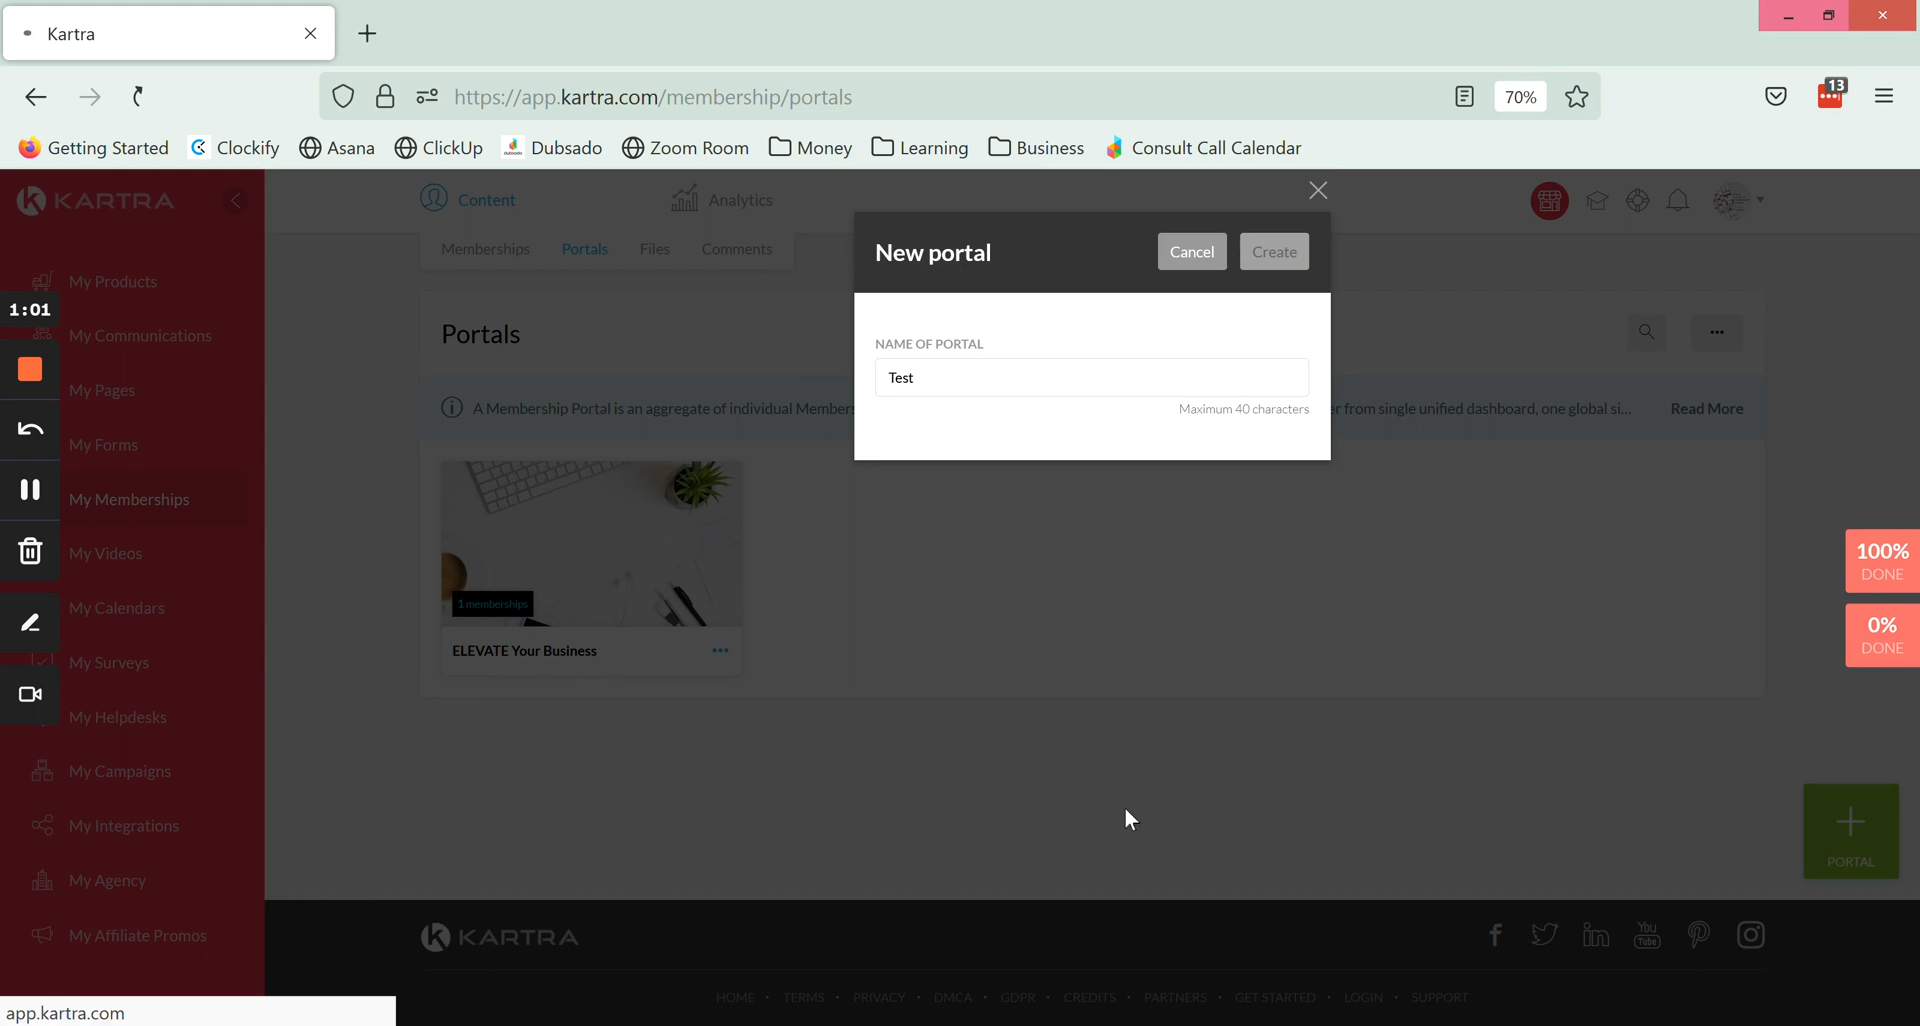 Kartra
https://app.kartra.com/membership/portals
70%
13
Getting Started
Clockify
Asana
ClickUp
dubsado
Dubsado
Zoom Room
Money
Learning
Business
Consult Call Calendar
KARTRA
Content
Analytics
Memberships
Portals
Files
Comments
New portal
Cancel
Create
My Products
1:01
My Communications
My Pages
My Forms
My Memberships
My Videos
My Calendars
My Surveys
My Helpdesks
My Campaigns
My Integrations
My Agency
My Affiliate Promos
Portals
NAME OF PORTAL
Test
Maximum 40 characters
A Membership Portal is an aggregate of individual Members
r from single unified dashboard, one global si...
Read More
1 memberships
ELEVATE Your Business
100%
DONE
0%
DONE
PORTAL
KARTRA
You
Tube
HOME • TERMS • PRIVACY • DMCA • GDPR • CREDITS • PARTNERS • GET STARTED • LOGIN • SUPPORT
app.kartra.com